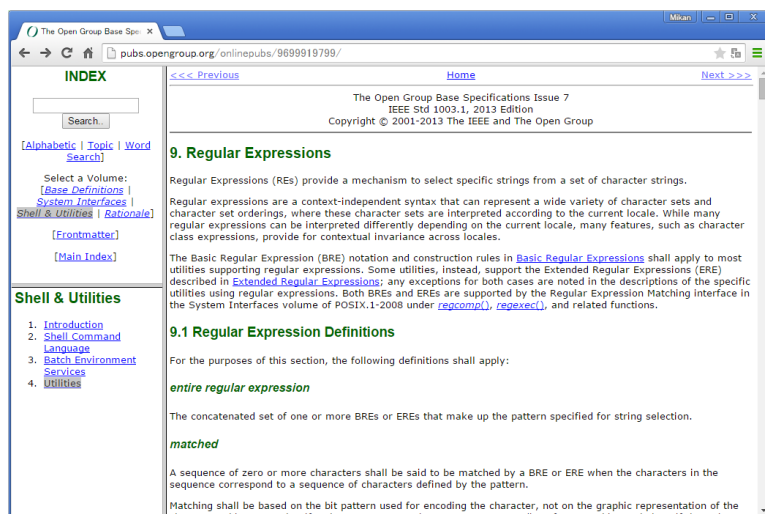 Mikan
The Open Group Base Spe
pubs.opengroup.org/onlinepubs/9699919799/
INDEX
Search..
[Alphabetic | Topic | Word
Search]
Select a Volume:
[Base Definitions |
System Interfaces |
Shell & Utilities | Rationale]
[Frontmatter]
[Main Index]
Shell & Utilities
1. Introduction
2. Shell Command
Language
3. Batch Environment
Services
4. Utilities
<<< Previous Home Next >>>
The Open Group Base Specifications Issue 7
IEEE Std 1003.1, 2013 Edition
Copyright © 2001-2013 The IEEE and The Open Group
9. Regular Expressions
Regular Expressions (REs) provide a mechanism to select specific strings from a set of character strings.
Regular expressions are a context-independent syntax that can represent a wide variety of character sets and
character set orderings, where these character sets are interpreted according to the current locale. While many
regular expressions can be interpreted differently depending on the current locale, many features, such as character
class expressions, provide for contextual invariance across locales.
The Basic Regular Expression (BRE) notation and construction rules in Basic Regular Expressions shall apply to most
utilities supporting regular expressions. Some utilities, instead, support the Extended Regular Expressions (ERE)
described in Extended Regular Expressions; any exceptions for both cases are noted in the descriptions of the specific
utilities using regular expressions. Both BREs and EREs are supported by the Regular Expression Matching interface in
the System Interfaces volume of POSIX.1-2008 under regcomp(), regexec(), and related functions.
9.1 Regular Expression Definitions
For the purposes of this section, the following definitions shall apply:
entire regular expression
The concatenated set of one or more BREs or EREs that make up the pattern specified for string selection.
matched
A sequence of zero or more characters shall be said to be matched by a BRE or ERE when the characters in the
sequence correspond to a sequence of characters defined by the pattern.
Matching shall be based on the bit pattern used for encoding the character, not on the graphic representation of the